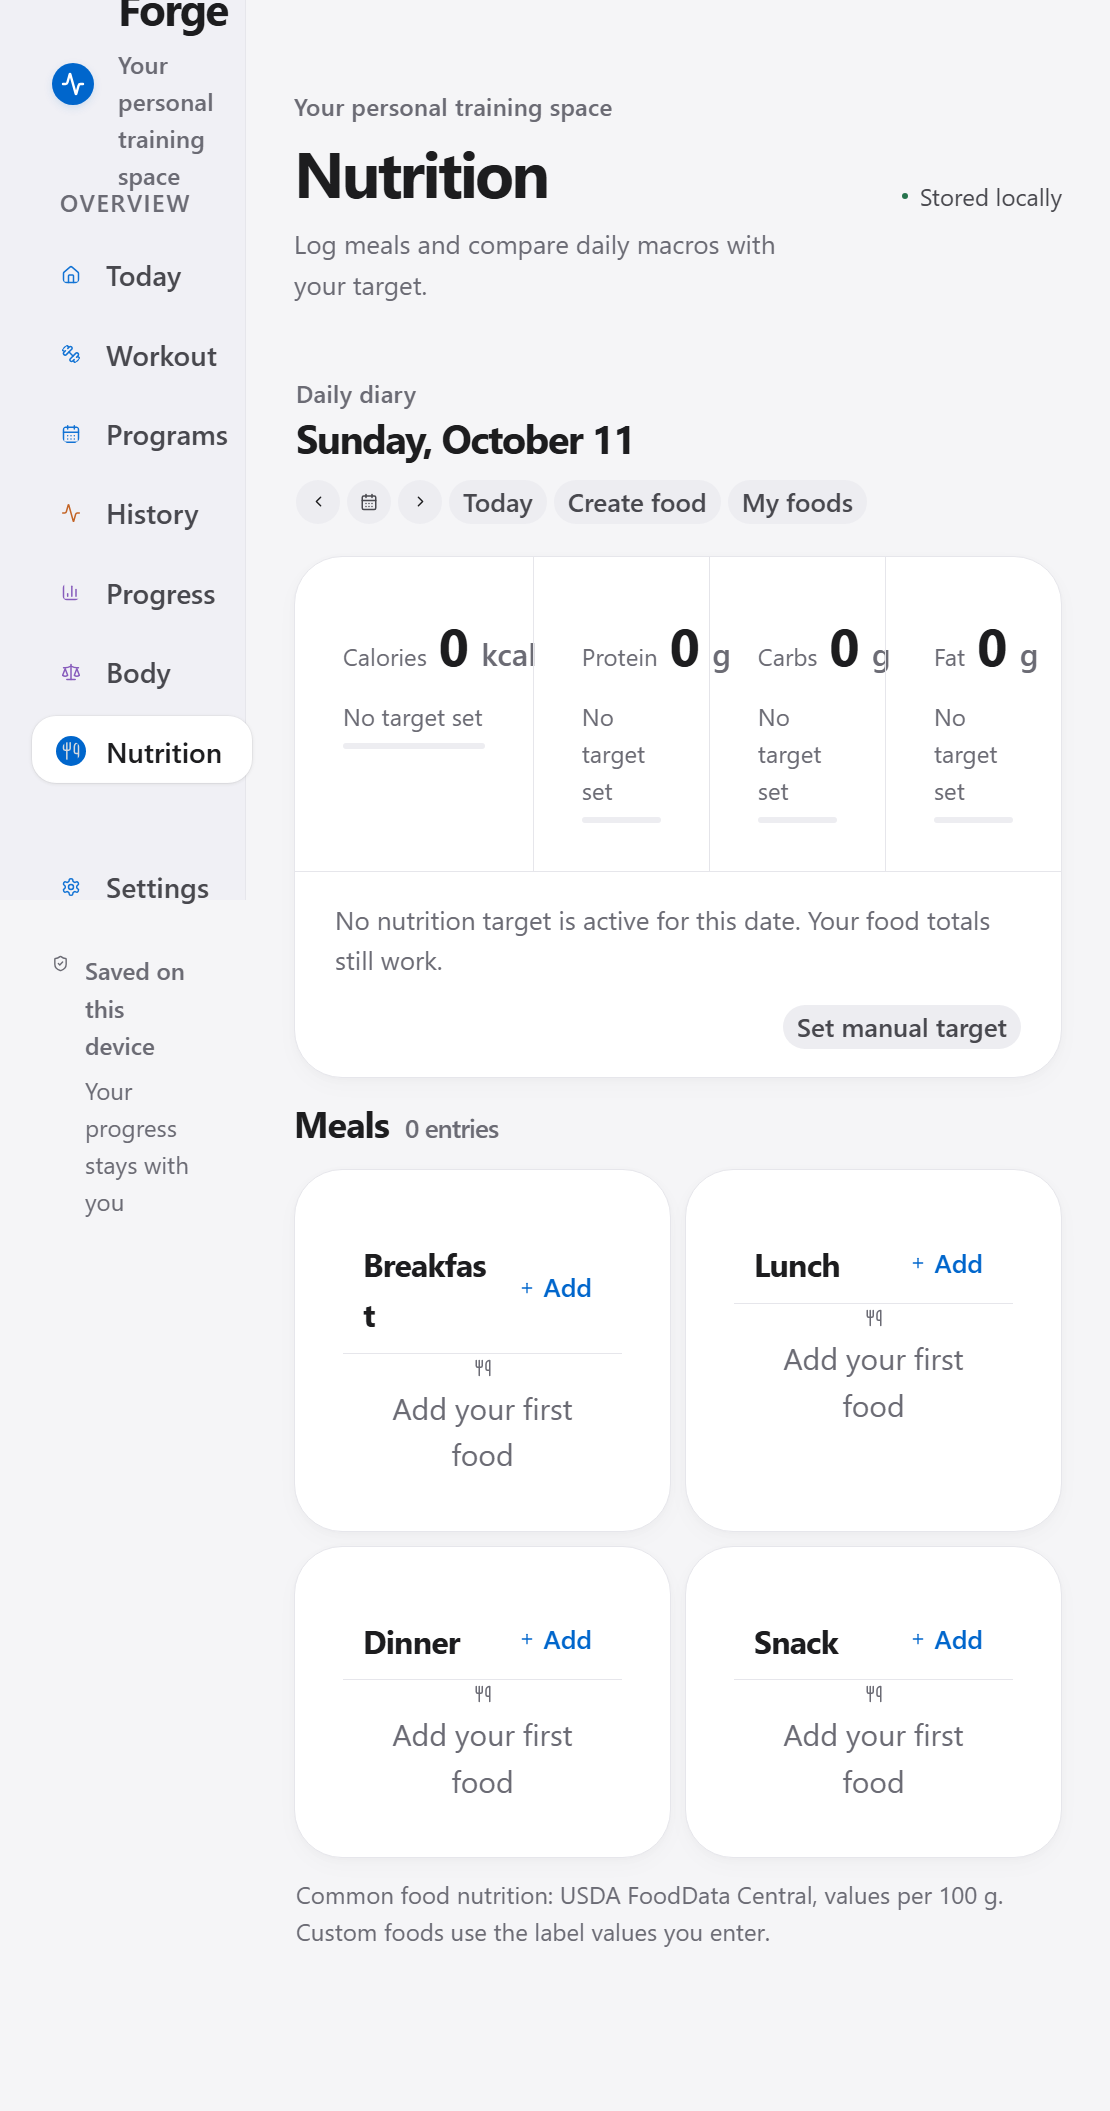 Forge
Your
personal
training
space
OVERVIEW
Today
Workout
Programs
History
Progress
Body
Nutrition
Settings
Saved on
this
device
Your
progress
stays with
you
Your personal training space
Nutrition
Stored locally
Log meals and compare daily macros with
your target.
Daily diary
Sunday, October 11
Today
Create food
My foods
Calories 0 kcal
No target set
Protein 0 g
No
target
set
Carbs 0 g
No
target
set
Fat 0 g
No
target
set
No nutrition target is active for this date. Your food totals
still work.
Set manual target
Meals 0 entries
Breakfas
t
+ Add
Add your first
food
Lunch
+ Add
Add your first
food
Dinner
+ Add
Add your first
food
Snack
+ Add
Add your first
food
Common food nutrition: USDA FoodData Central, values per 100 g.
Custom foods use the label values you enter.